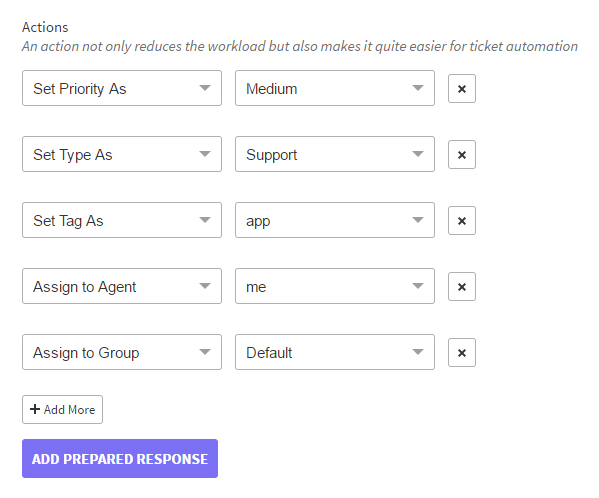 Actions
An action not only reduces the workload but also makes it quite easier for ticket automation
Set Priority As Medium ×
Set Type As Support ×
Set Tag As app ×
Assign to Agent me ×
Assign to Group Default ×
+ Add More
ADD PREPARED RESPONSE